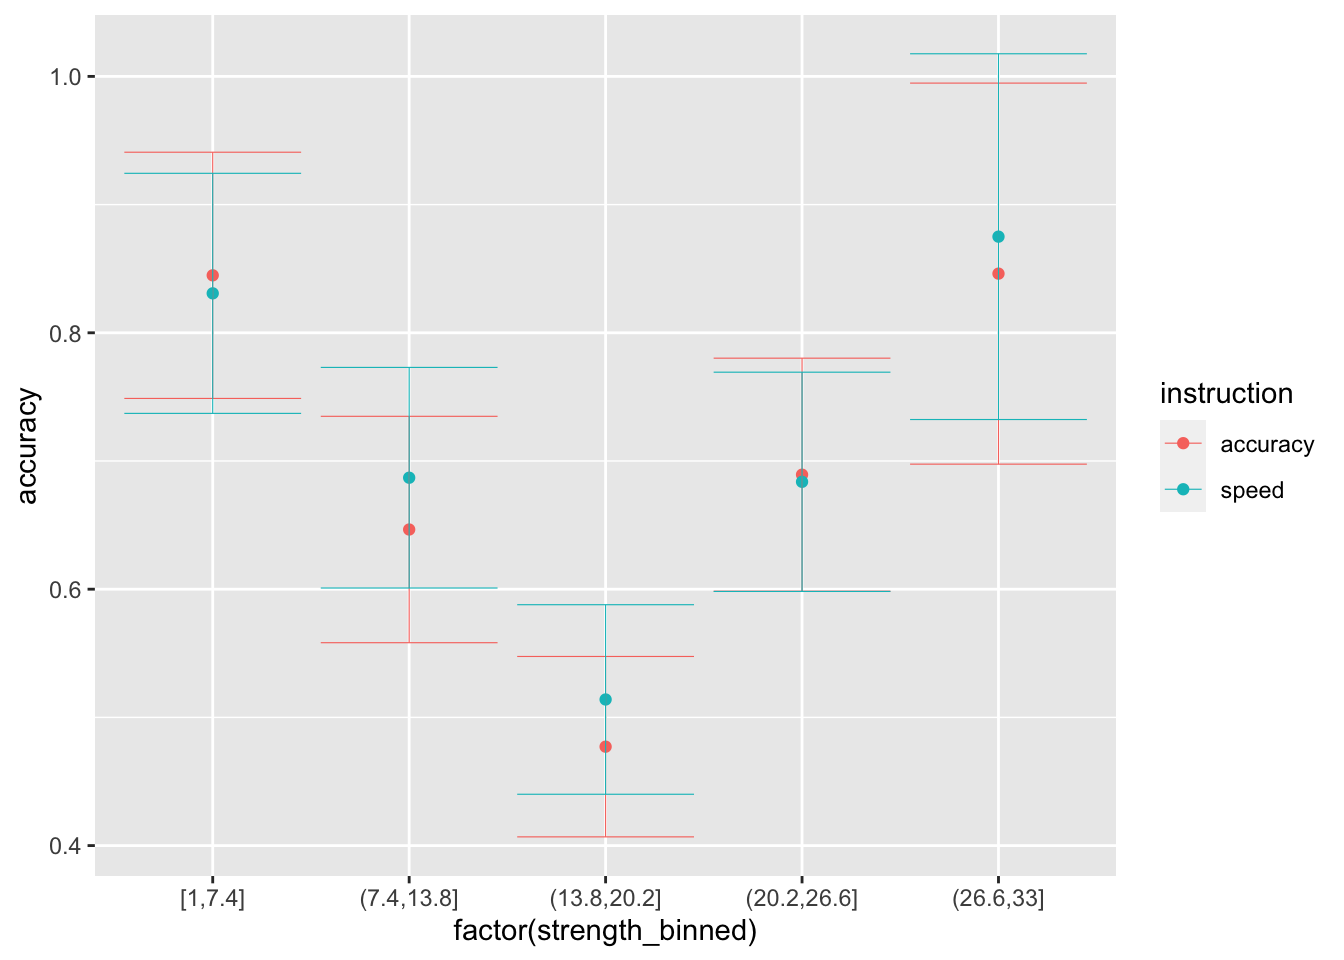 1.0
0.8
0.6
0.4
accuracy
[1,7.4]
(7.4,13.8]
(13.8,20.2]
(20.2,26.6]
(26.6,33]
factor(strength_binned)
instruction
accuracy
speed